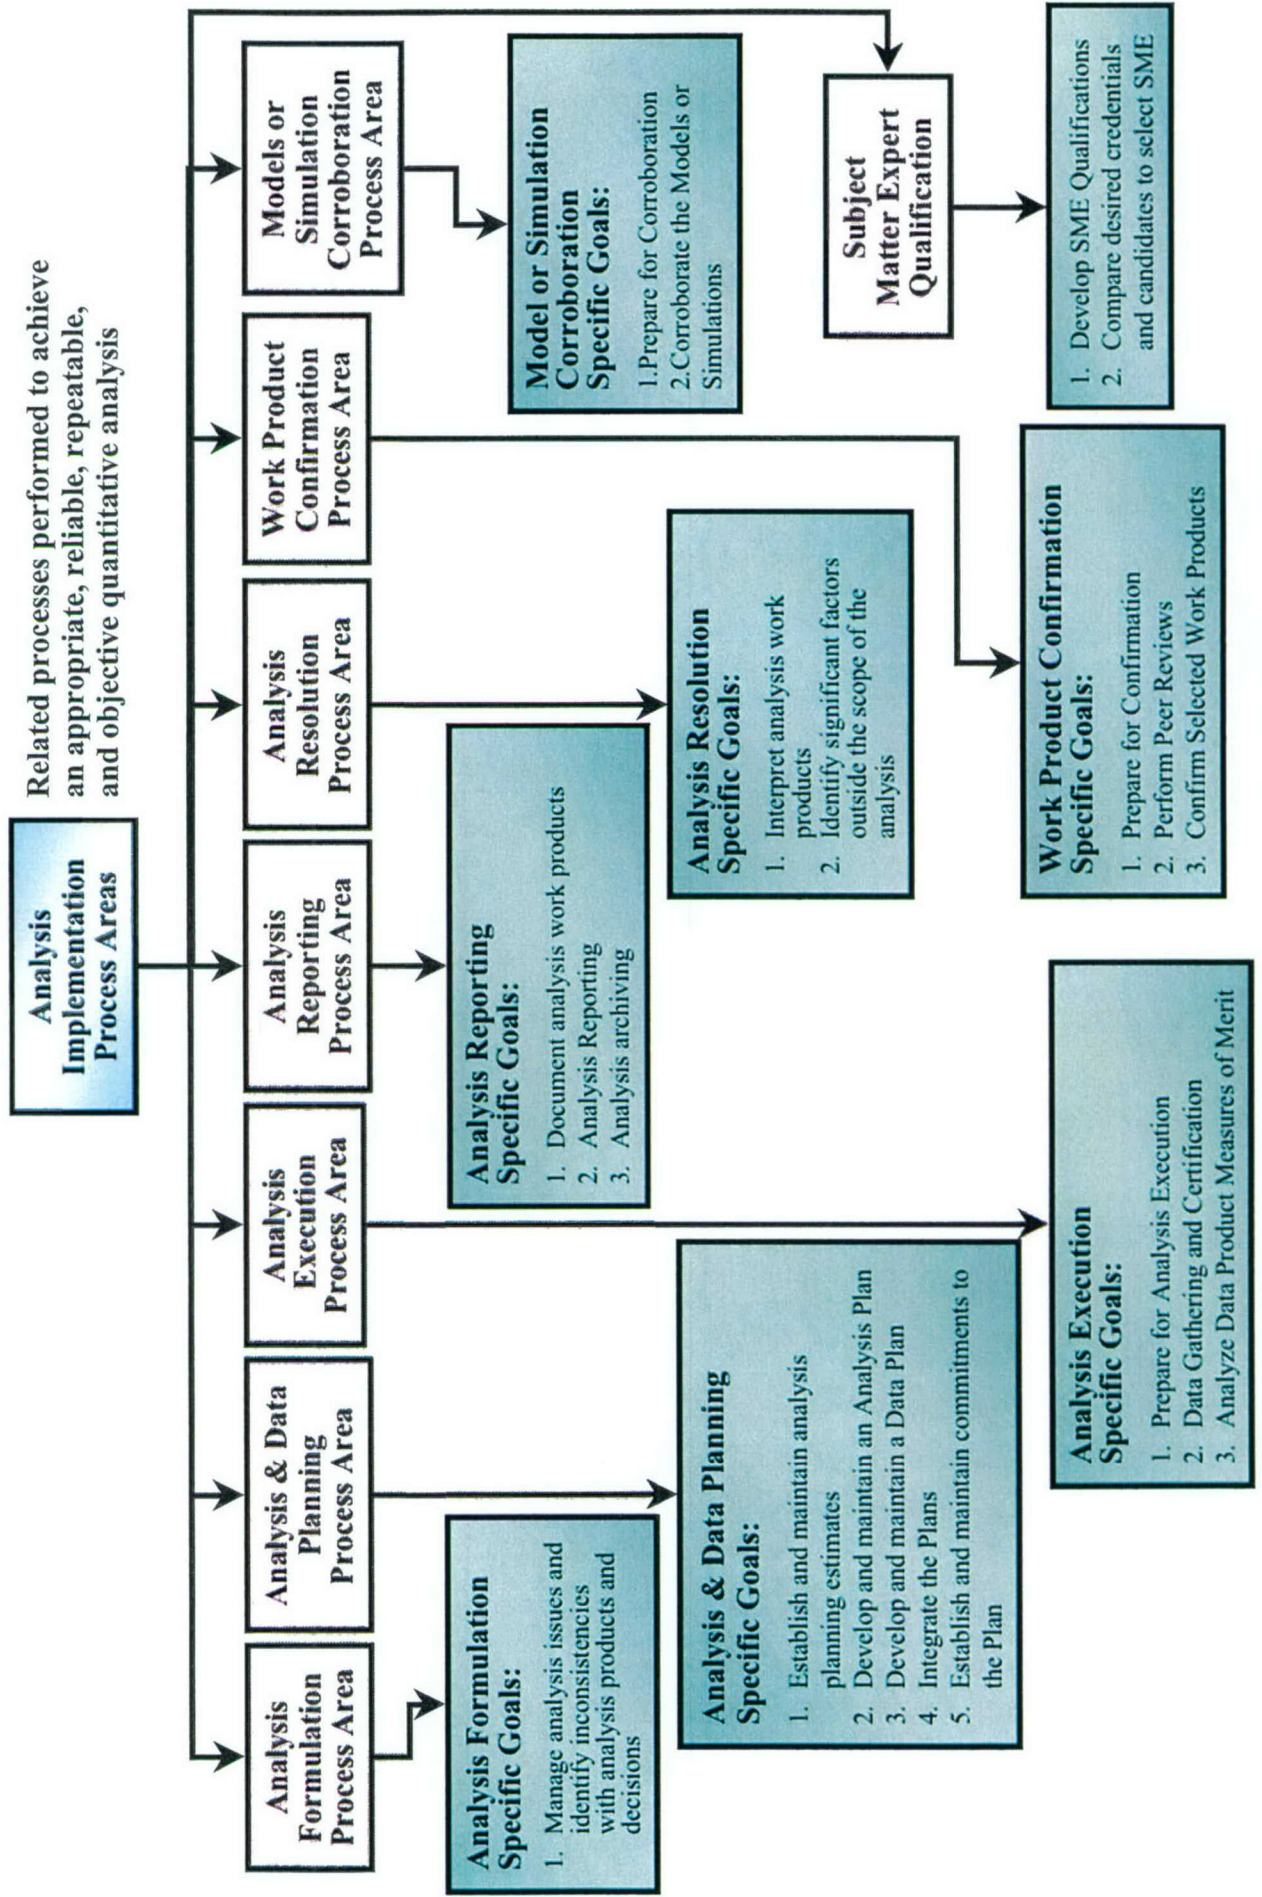 Analysis
Implementation
Process Areas
Related processes performed to achieve
an appropriate, reliable, repeatable,
and objective quantitative analysis
Analysis
Formulation
Process Area
Analysis & Data
Planning
Process Area
Analysis
Execution
Process Area
Analysis
Reporting
Process Area
Analysis
Resolution
Process Area
Work Product
Confirmation
Process Area
Models or
Simulation
Corroboration
Process Area
Analysis Formulation
Specific Goals:
1. Manage analysis issues and
identify inconsistencies
with analysis products and
decisions
Analysis & Data Planning
Specific Goals:
1. Establish and maintain analysis
planning estimates
2. Develop and maintain an Analysis Plan
3. Develop and maintain a Data Plan
4. Integrate the Plans
5. Establish and maintain commitments to
the Plan
Analysis Execution
Specific Goals:
1. Prepare for Analysis Execution
2. Data Gathering and Certification
3. Analyze Data Product Measures of Merit
Analysis Reporting
Specific Goals:
1. Document analysis work products
2. Analysis Reporting
3. Analysis archiving
Analysis Resolution
Specific Goals:
1. Interpret analysis work
products
2. Identify significant factors
outside the scope of the
analysis
Work Product Confirmation
Specific Goals:
1. Prepare for Confirmation
2. Perform Peer Reviews
3. Confirm Selected Work Products
Model or Simulation
Corroboration
Specific Goals:
1.Prepare for Corroboration
2.Corroborate the Models or
Simulations
Subject
Matter Expert
Qualification
1. Develop SME Qualifications
2. Compare desired credentials
and candidates to select SME